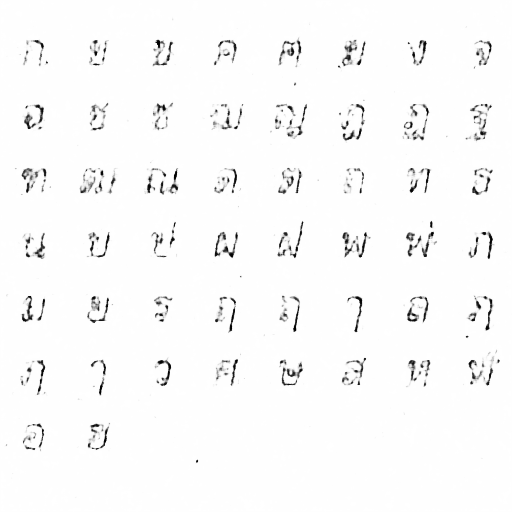 ก ข ฃ ค ฅ ฆ ง จ
ฉ ช ซ ฌ ญ ฎ ฏ ฐ
ฑ ฒ ณ ด ต ถ ท ธ
น บ ป ผ ฝ พ ฟ ภ
ม ย ร ฤ ฤ ๅ ล ฦ
ฦ ๅ ว ศ ษ ส ห ฬ
อ ฮ